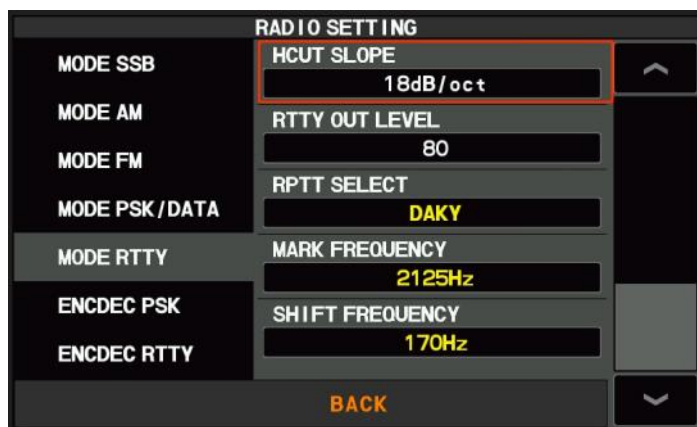 RADIO SETTING
MODE SSB
MODE AM
MODE FM
MODE PSK/DATA
MODE RTTY
ENCDEC PSK
ENCDEC RTTY
HCUT SLOPE
18dB/oct
RTTY OUT LEVEL
80
RPTT SELECT
DAKY
MARK FREQUENCY
2125Hz
SHIFT FREQUENCY
170Hz
BACK